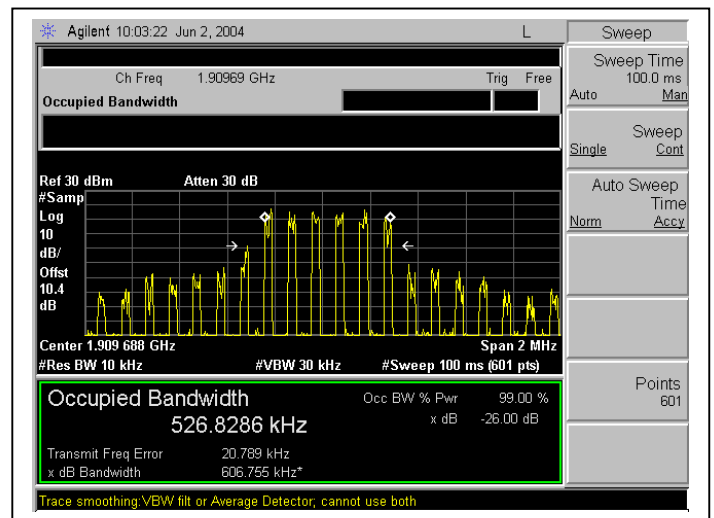 Agilent 10:03:22 Jun 2, 2004 L
Sweep
Ch Freq 1.90969 GHz Trig Free
Occupied Bandwidth
Sweep Time
100.0 ms
Auto Man
Sweep
Single Cont
Auto Sweep
Time
Norm Accy
Points
601
Ref 30 dBm Atten 30 dB
#Samp
Log
10
dB/
Offst
10.4
dB
Center 1.909 688 GHz Span 2 MHz
#Res BW 10 kHz #VBW 30 kHz #Sweep 100 ms (601 pts)
Occupied Bandwidth Occ BW % Pwr 99.00 %
526.8286 kHz x dB -26.00 dB
Transmit Freq Error 20.789 kHz
x dB Bandwidth 606.755 kHz*
Trace smoothing:VBW filt or Average Detector; cannot use both